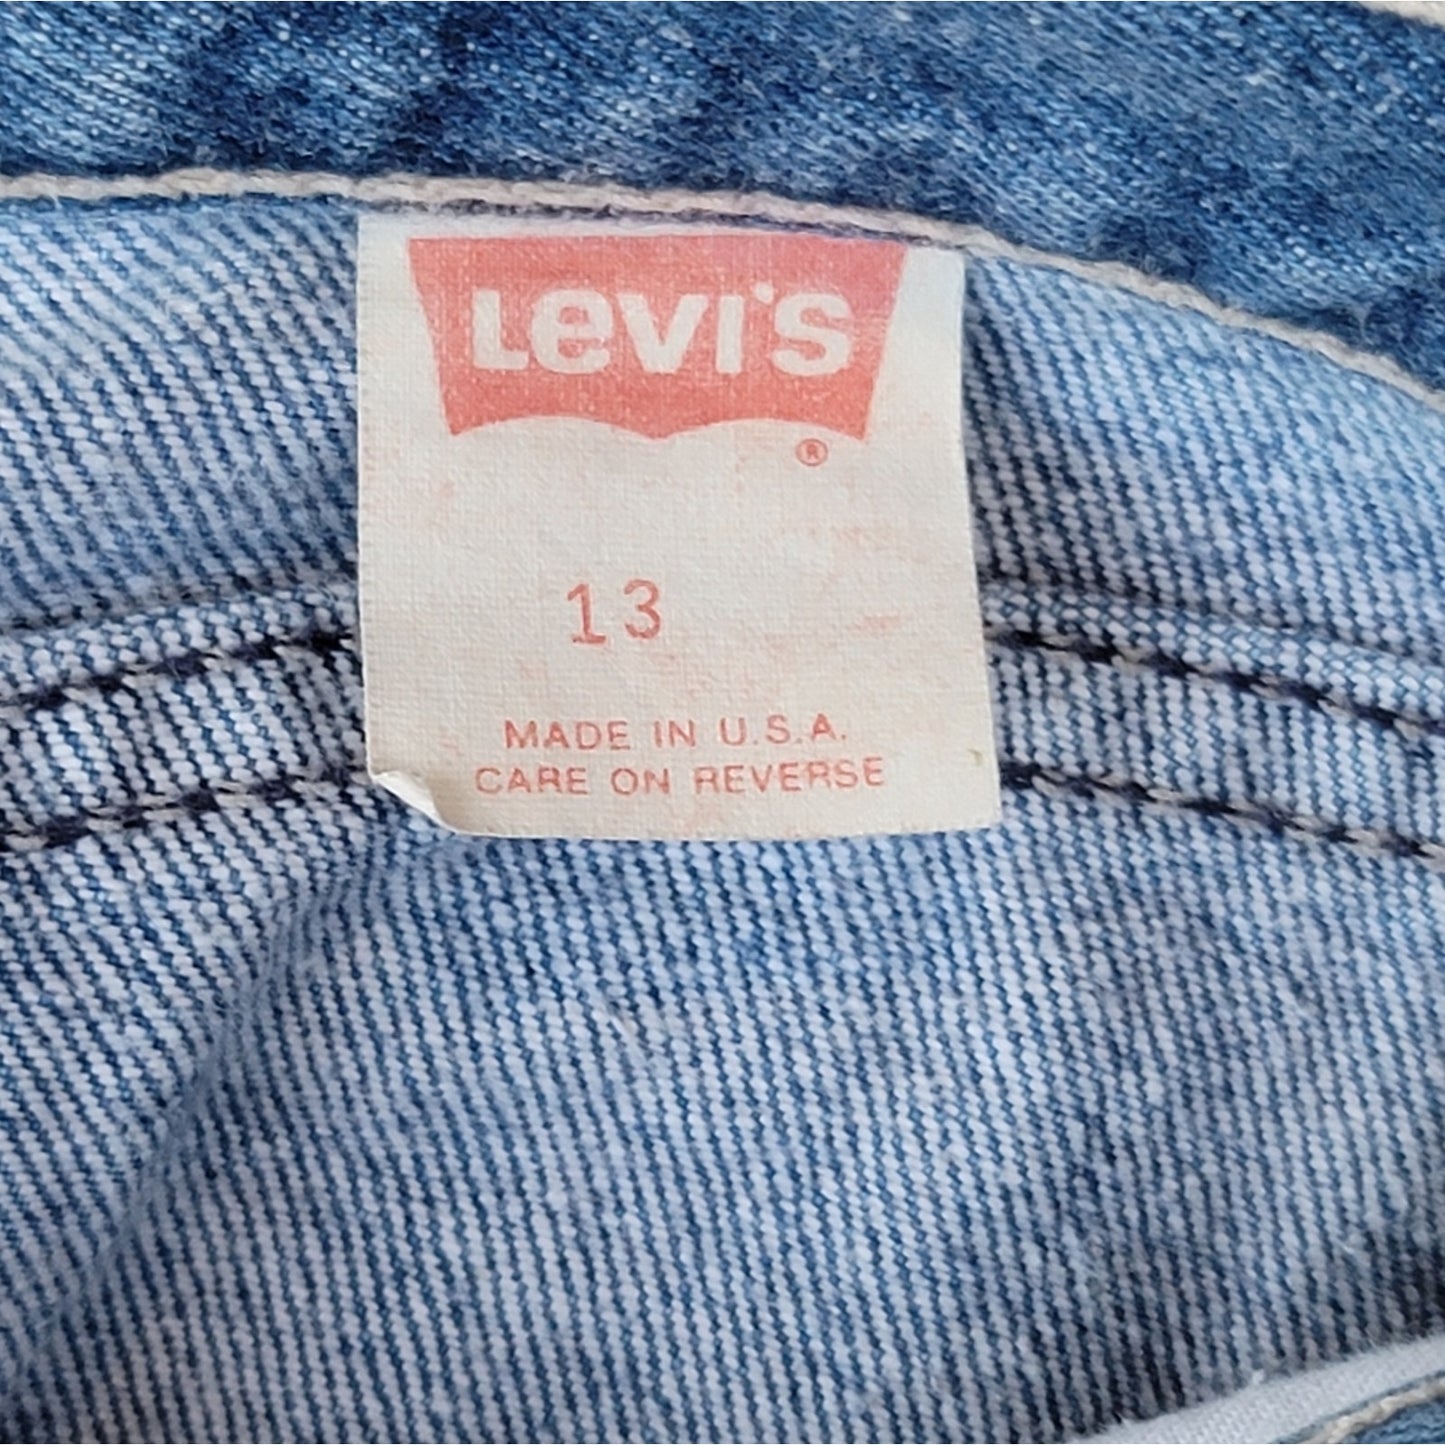 Levi's
®
13
MADE IN U.S.A.
CARE ON REVERSE